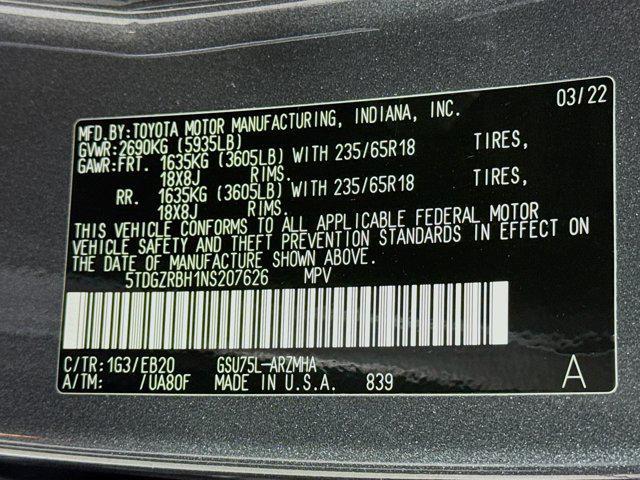 03/22
MFD.BY:TOYOTA MOTOR MANUFACTURING, INDIANA, INC.
GVWR:2690KG (5935LB)
GAWR:FRT. 1635KG (3605LB) WITH 235/65R18 TIRES,
18X8J RIMS.
RR. 1635KG (3605LB) WITH 235/65R18 TIRES,
18X8J RIMS.
THIS VEHICLE CONFORMS TO ALL APPLICABLE FEDERAL MOTOR
VEHICLE SAFETY AND THEFT PREVENTION STANDARDS IN EFFECT ON
THE DATE OF MANUFACTURE SHOWN ABOVE.
5TDGZRBH1NS207626 MPV
C/TR:1G3/EB20 GSU75L-ARZMHA
A/TM: /UA80F MADE IN U.S.A. 839 A